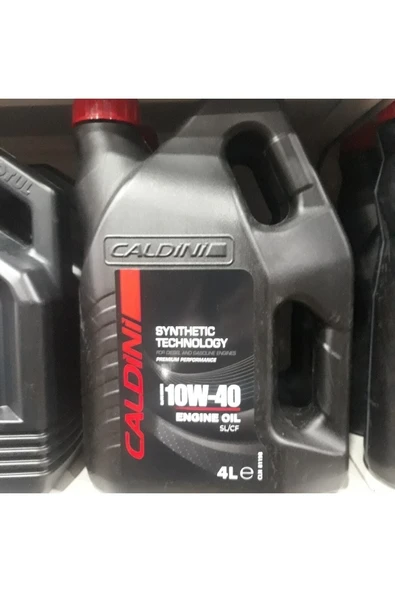 CALDINI
CALDINI
SYNTHETIC
TECHNOLOGY
FOR DIESEL AND GASOLINE ENGINES
PREMIUM PERFORMANCE
10W-40
ENGINE OIL
SL/CF
4L e